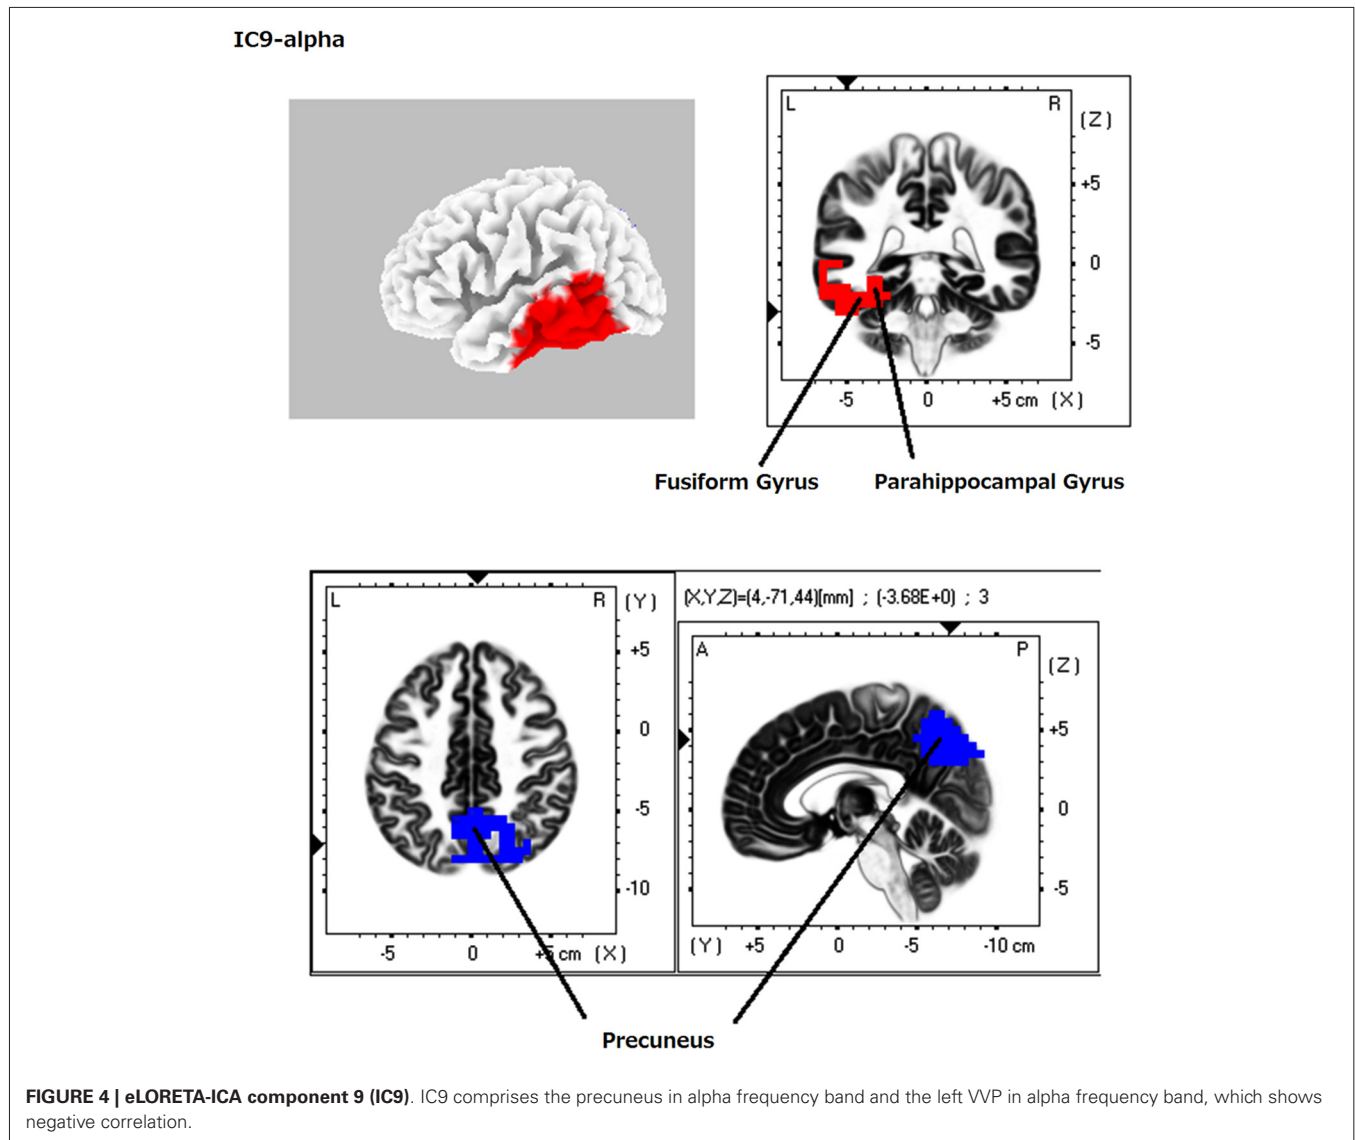 IC9-alpha
L R
(Z)
+5
0
-5
-5 0 +5 cm (X)
Fusiform Gyrus Parahippocampal Gyrus
L R (Y)
+5
0
-5
-10
-5 0 +5 cm (X)
(X,Y,Z)=(4,-71,44)[mm] ; (-3.68E+0) ; 3
A P
(Z)
+5
0
-5
(Y) +5 0 -5 -10 cm
Precuneus
FIGURE 4 | eLORETA-ICA component 9 (IC9). IC9 comprises the precuneus in alpha frequency band and the left VVP in alpha frequency band, which shows
negative correlation.